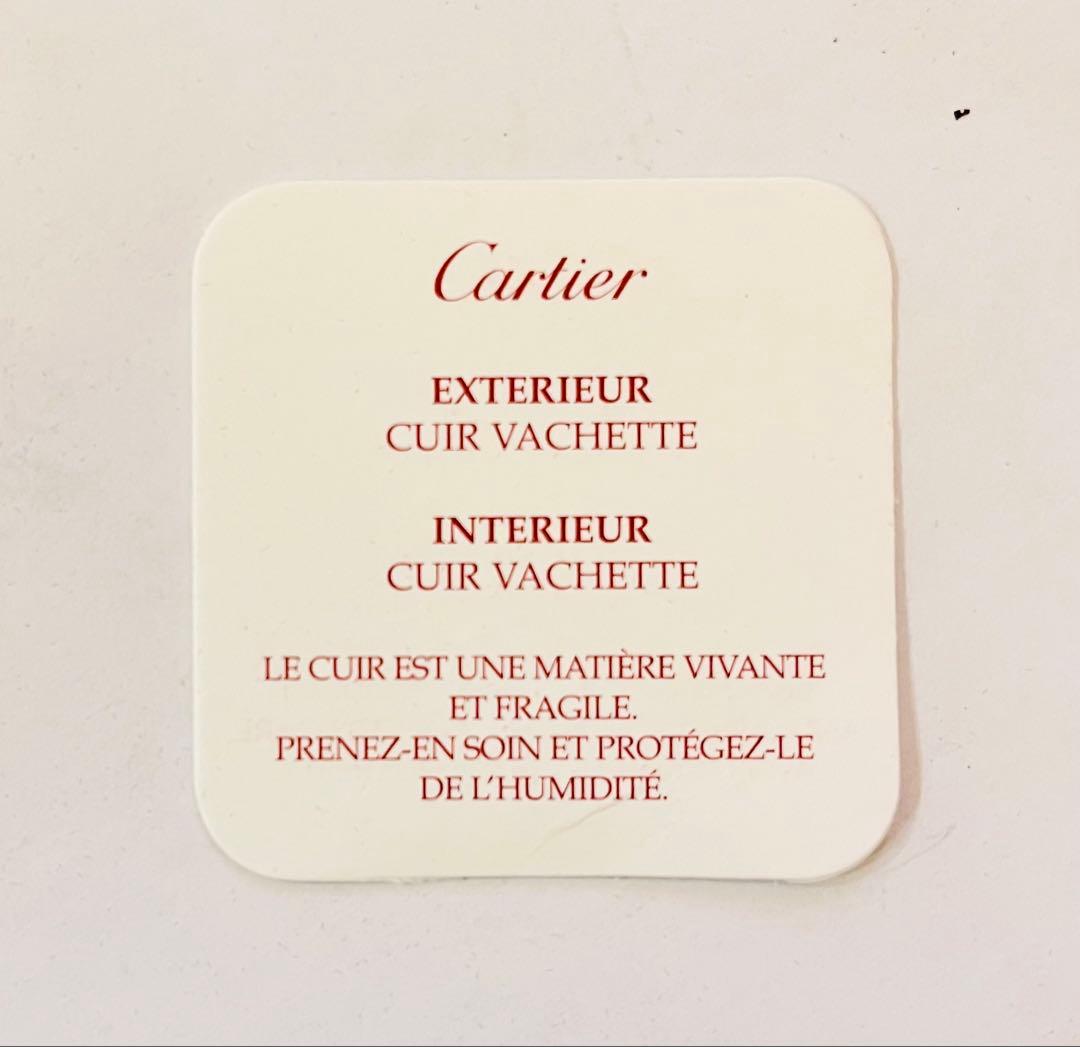 Cartier
EXTERIEUR
CUIR VACHETTE
INTERIEUR
CUIR VACHETTE
LE CUIR EST UNE MATIÈRE VIVANTE
ET FRAGILE.
PRENEZ-EN SOIN ET PROTÉGEZ-LE
DE L'HUMIDITÉ.